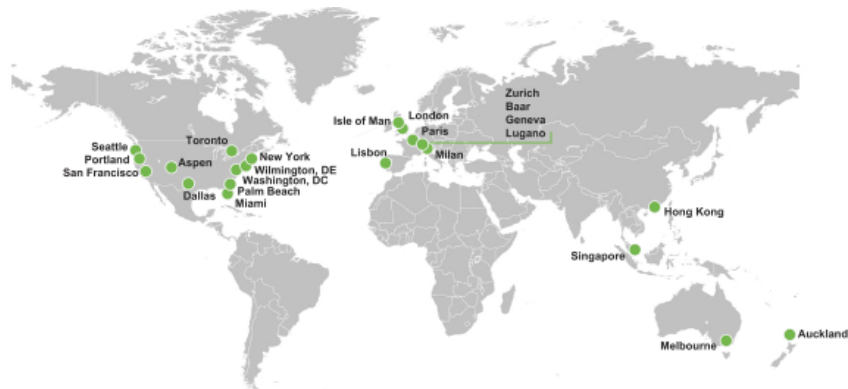 Zurich
Baar
Geneva
Lugano
London
Isle of Man
Paris
Milan
Lisbon
Toronto
Seattle
Portland
San Francisco
Aspen
New York
Wilmington, DE
Washington, DC
Palm Beach
Dallas
Miami
Hong Kong
Singapore
Melbourne
Auckland